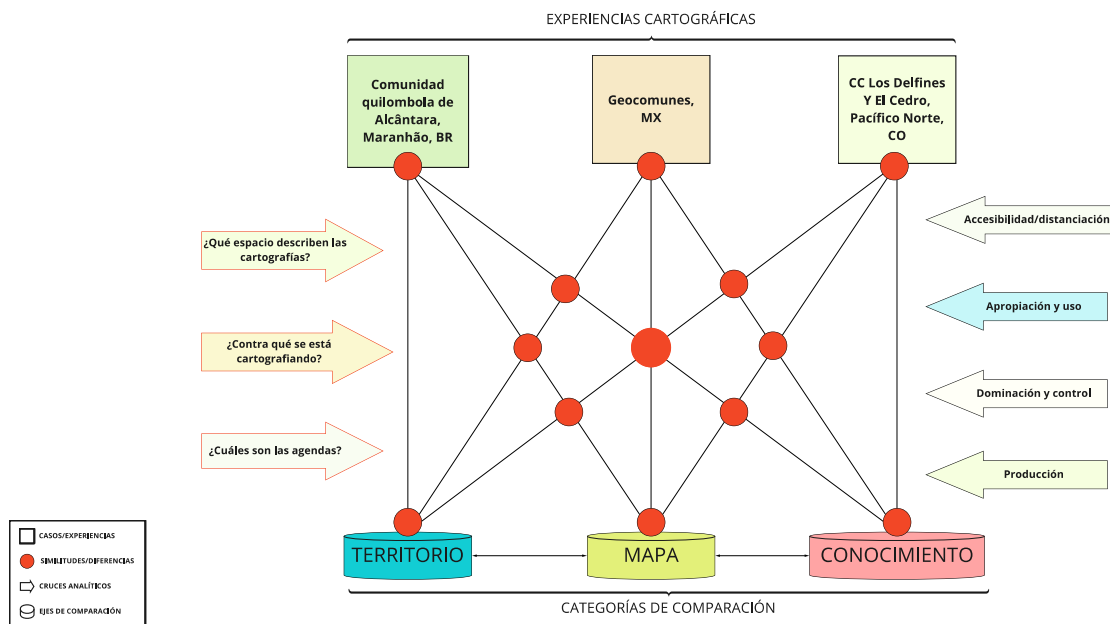 EXPERIENCIAS CARTOGRÁFICAS
Comunidad
quilombola de
Alcântara,
Maranhão, BR
Geocomunes,
MX
CC Los Delfines
Y El Cedro,
Pacífico Norte,
CO
¿Qué espacio describen las
cartografías?
¿Contra qué se está
cartografiando?
¿Cuáles son las agendas?
Accesibilidad/distanciación
Apropiación y uso
Dominación y control
Producción
TERRITORIO
MAPA
CONOCIMIENTO
CATEGORÍAS DE COMPARACIÓN
CASOS/EXPERIENCIAS
SIMILITUDES/DIFERENCIAS
CRUCES ANALÍTICOS
EJES DE COMPARACIÓN